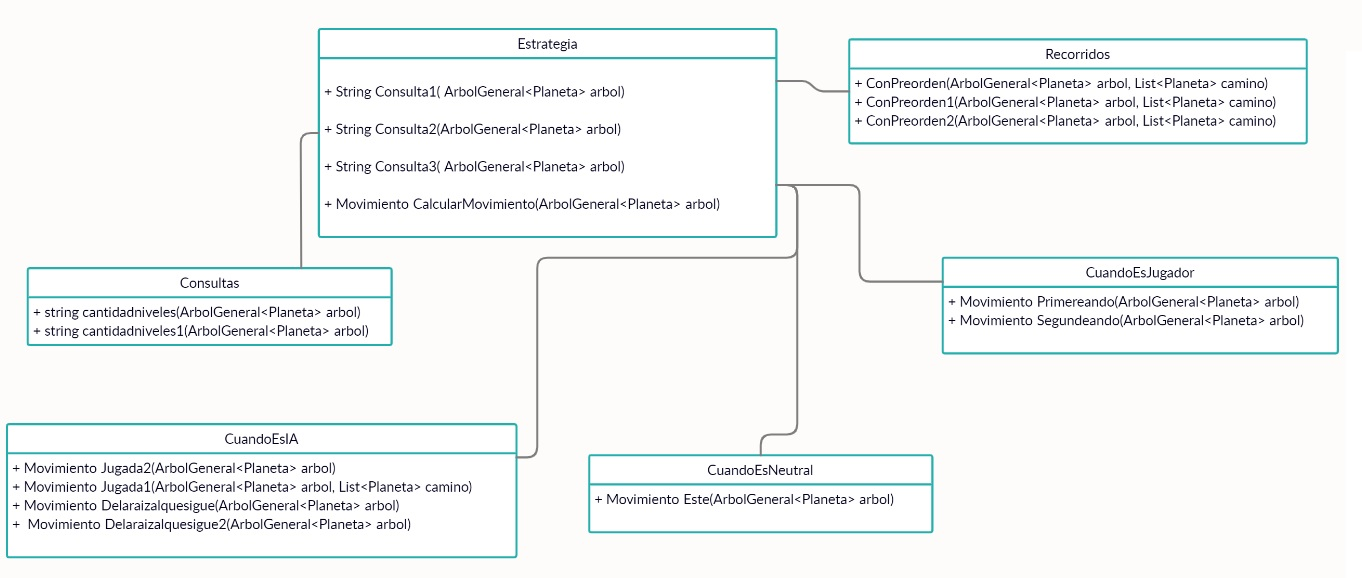 Estrategia
+ String Consulta1( ArbolGeneral<Planeta> arbol)
+ String Consulta2(ArbolGeneral<Planeta> arbol)
+ String Consulta3( ArbolGeneral<Planeta> arbol)
+ Movimiento CalcularMovimiento(ArbolGeneral<Planeta> arbol)
Recorridos
+ ConPreorden(ArbolGeneral<Planeta> arbol, List<Planeta> camino)
+ ConPreorden1(ArbolGeneral<Planeta> arbol, List<Planeta> camino)
+ ConPreorden2(ArbolGeneral<Planeta> arbol, List<Planeta> camino)
Consultas
+ string cantidadniveles(ArbolGeneral<Planeta> arbol)
+ string cantidadniveles1(ArbolGeneral<Planeta> arbol)
CuandoEsJugador
+ Movimiento Primereando(ArbolGeneral<Planeta> arbol)
+ Movimiento Segundeando(ArbolGeneral<Planeta> arbol)
CuandoEsIA
+ Movimiento Jugada2(ArbolGeneral<Planeta> arbol)
+ Movimiento Jugada1(ArbolGeneral<Planeta> arbol, List<Planeta> camino)
+ Movimiento Delaraizalquesigue(ArbolGeneral<Planeta> arbol)
+  Movimiento Delaraizalquesigue2(ArbolGeneral<Planeta> arbol)
CuandoEsNeutral
+ Movimiento Este(ArbolGeneral<Planeta> arbol)